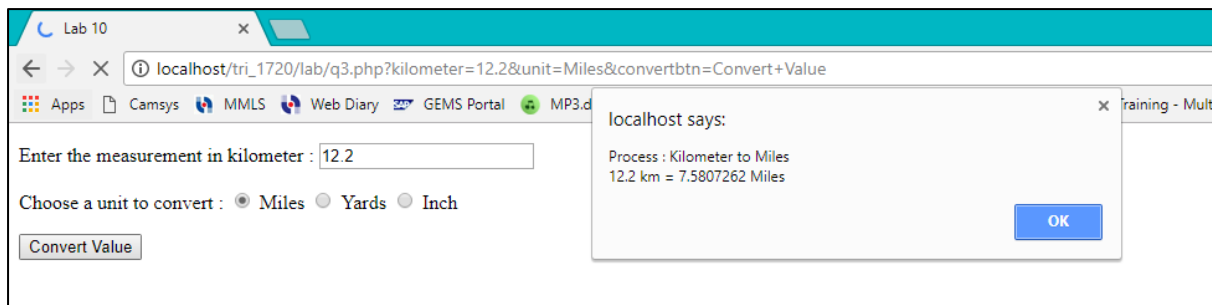 Lab 10
localhost/tri_1720/lab/q3.php?kilometer=12.2&unit=Miles&convertbtn=Convert+Value
Apps Camsys MMLS Web Diary GEMS Portal MP3.d
raining - Mult
localhost says:
Process : Kilometer to Miles
12.2 km = 7.5807262 Miles
OK
Enter the measurement in kilometer : 12.2
Choose a unit to convert : Miles Yards Inch
Convert Value